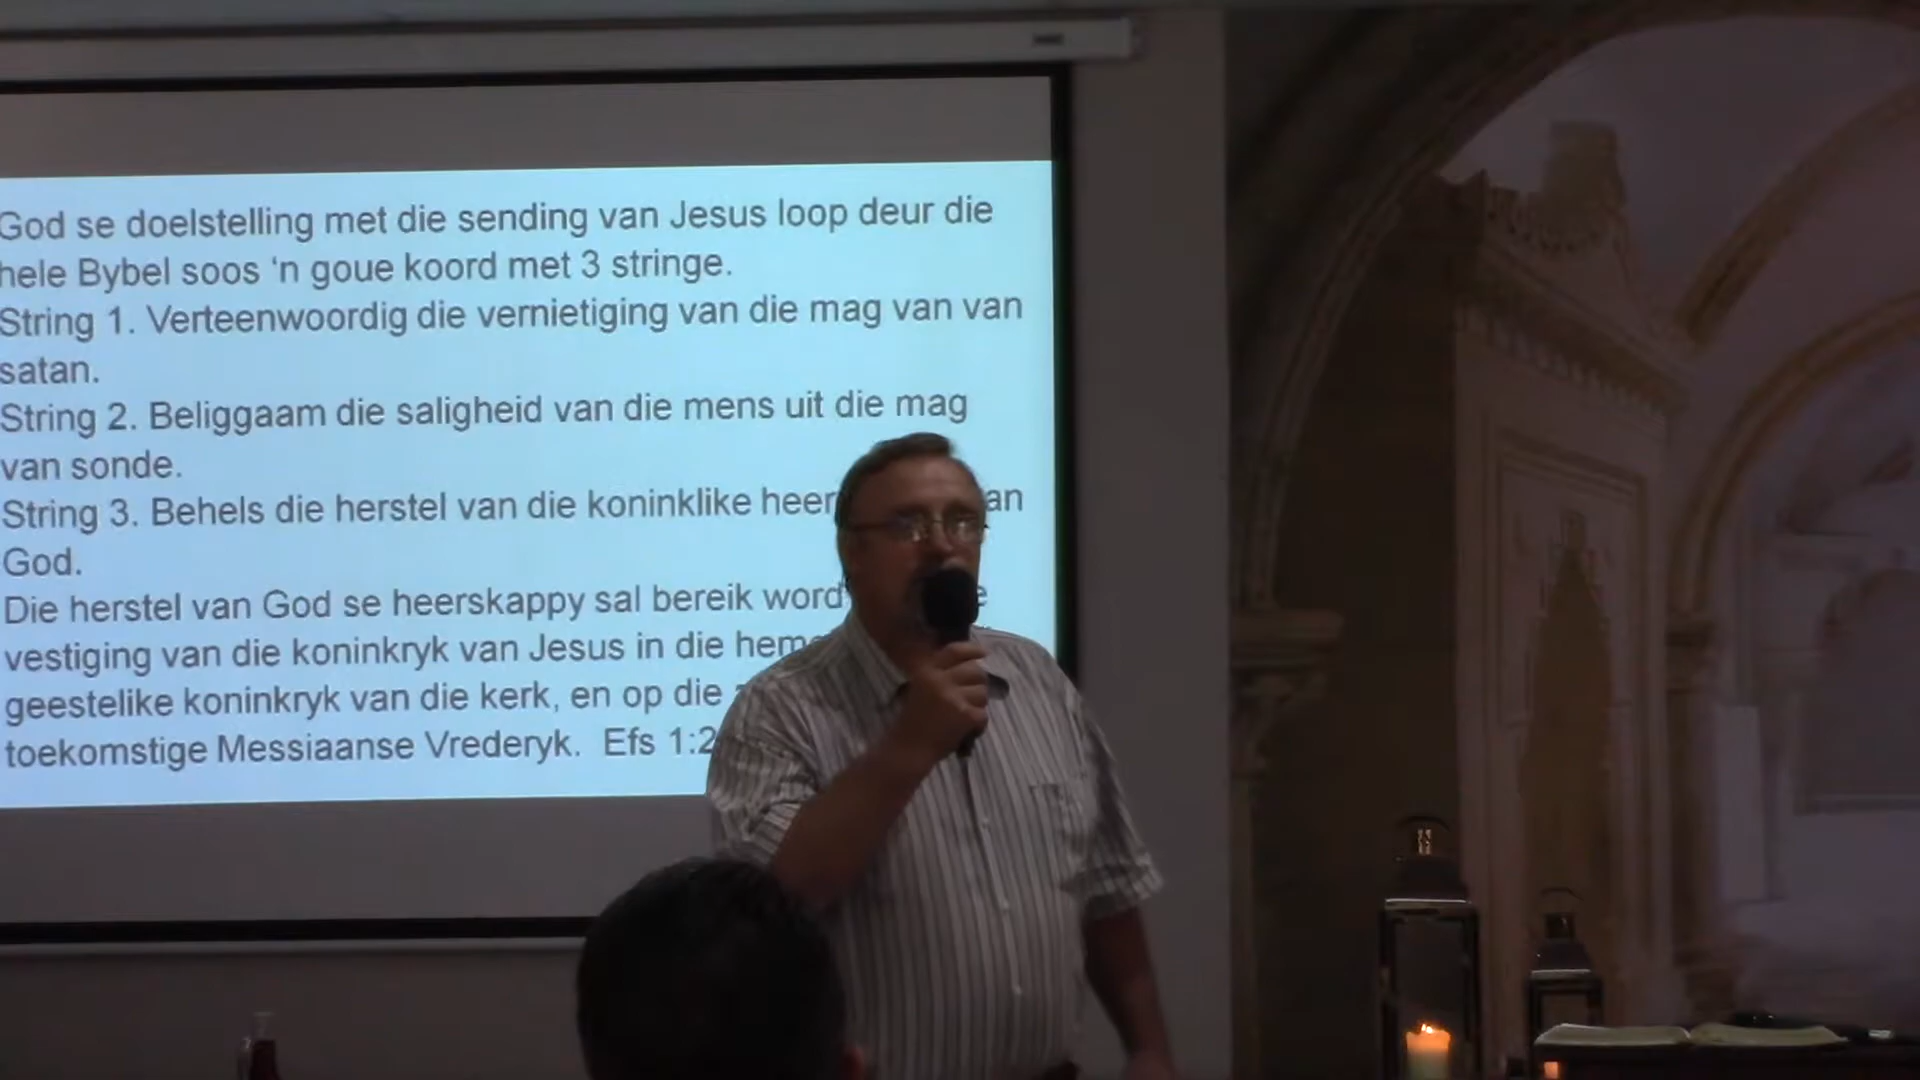 God se doelstelling met die sending van Jesus loop deur die
hele Bybel soos ‘n goue koord met 3 stringe.
String 1. Verteenwoordig die vernietiging van die mag van van
satan.
String 2. Beliggaam die saligheid van die mens uit die mag
van sonde.
String 3. Behels die herstel van die koninklike
God.
Die herstel van God se heerskappy sal bereik word
vestiging van die koninkryk van Jesus in die
geestelike koninkryk van die kerk, en op die
toekomstige Messiaanse Vrederyk. Efs